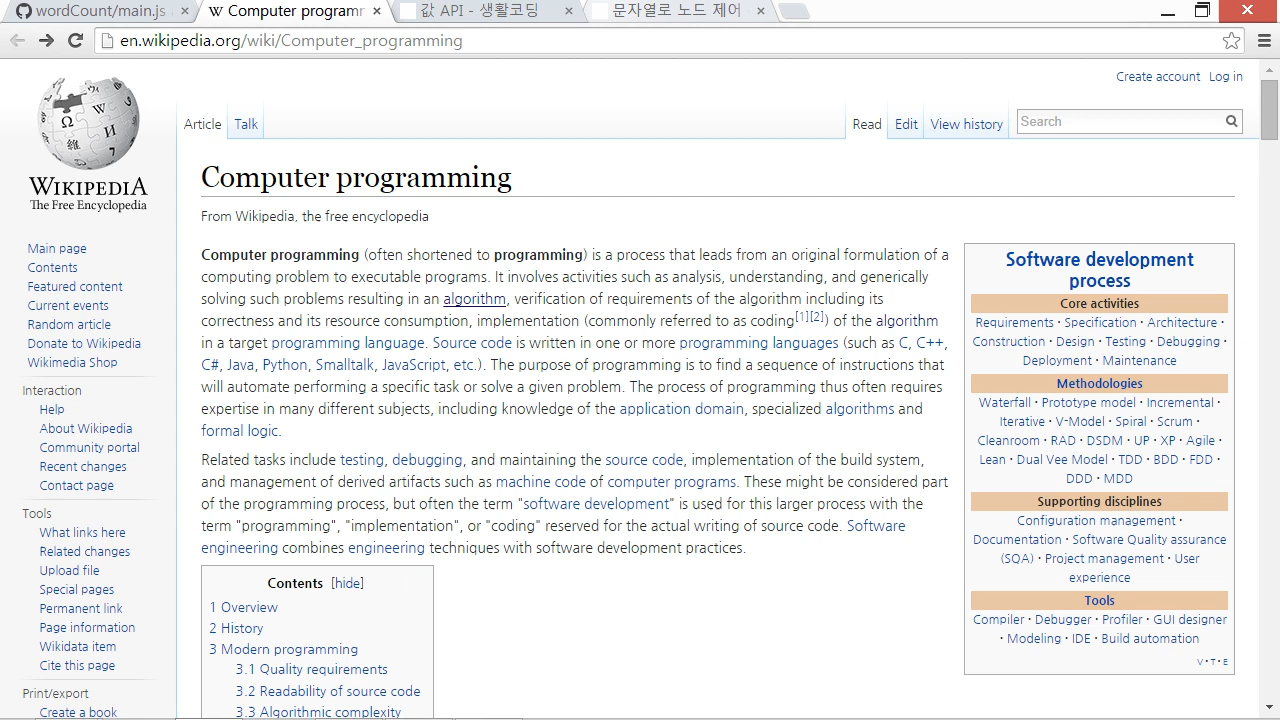 wordCount/main.js
Computer programm
값 API - 생활코딩
문자열로 노드 제어 -
en.wikipedia.org/wiki/Computer_programming
Create account Log in
Article Talk
Read Edit View history
Search
WIKIPEDIA
The Free Encyclopedia
Main page
Contents
Featured content
Current events
Random article
Donate to Wikipedia
Wikimedia Shop
Interaction
Help
About Wikipedia
Community portal
Recent changes
Contact page
Tools
What links here
Related changes
Upload file
Special pages
Permanent link
Page information
Wikidata item
Cite this page
Print/export
Create a book
Computer programming
From Wikipedia, the free encyclopedia
Computer programming (often shortened to programming) is a process that leads from an original formulation of a
computing problem to executable programs. It involves activities such as analysis, understanding, and generically
solving such problems resulting in an algorithm, verification of requirements of the algorithm including its
correctness and its resource consumption, implementation (commonly referred to as coding[1][2]) of the algorithm
in a target programming language. Source code is written in one or more programming languages (such as C, C++,
C#, Java, Python, Smalltalk, JavaScript, etc.). The purpose of programming is to find a sequence of instructions that
will automate performing a specific task or solve a given problem. The process of programming thus often requires
expertise in many different subjects, including knowledge of the application domain, specialized algorithms and
formal logic.
Related tasks include testing, debugging, and maintaining the source code, implementation of the build system,
and management of derived artifacts such as machine code of computer programs. These might be considered part
of the programming process, but often the term "software development" is used for this larger process with the
term "programming", "implementation", or "coding" reserved for the actual writing of source code. Software
engineering combines engineering techniques with software development practices.
Contents [hide]
1 Overview
2 History
3 Modern programming
3.1 Quality requirements
3.2 Readability of source code
3.3 Algorithmic complexity
Software development
process
Core activities
Requirements · Specification · Architecture ·
Construction · Design · Testing · Debugging ·
Deployment · Maintenance
Methodologies
Waterfall · Prototype model · Incremental ·
Iterative · V-Model · Spiral · Scrum ·
Cleanroom · RAD · DSDM · UP · XP · Agile ·
Lean · Dual Vee Model · TDD · BDD · FDD ·
DDD · MDD
Supporting disciplines
Configuration management ·
Documentation · Software Quality assurance
(SQA) · Project management · User
experience
Tools
Compiler · Debugger · Profiler · GUI designer
· Modeling · IDE · Build automation
V · T · E